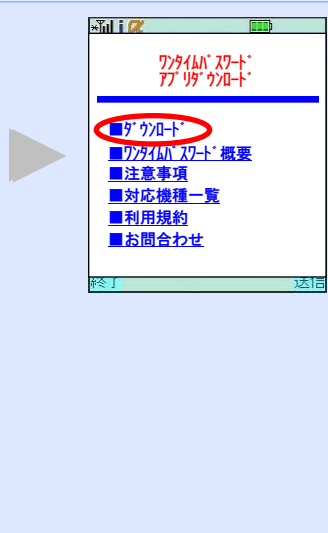 ﾜﾝﾀｲﾑﾊﾟｽﾜｰﾄﾞ
ｱﾌﾟﾘﾀﾞｳﾝﾛｰﾄﾞ
■ﾀﾞｳﾝﾛｰﾄﾞ
■ﾜﾝﾀｲﾑﾊﾟｽﾜｰﾄﾞ概要
■注意事項
■対応機種一覧
■利用規約
■お問合わせ
終了 送信